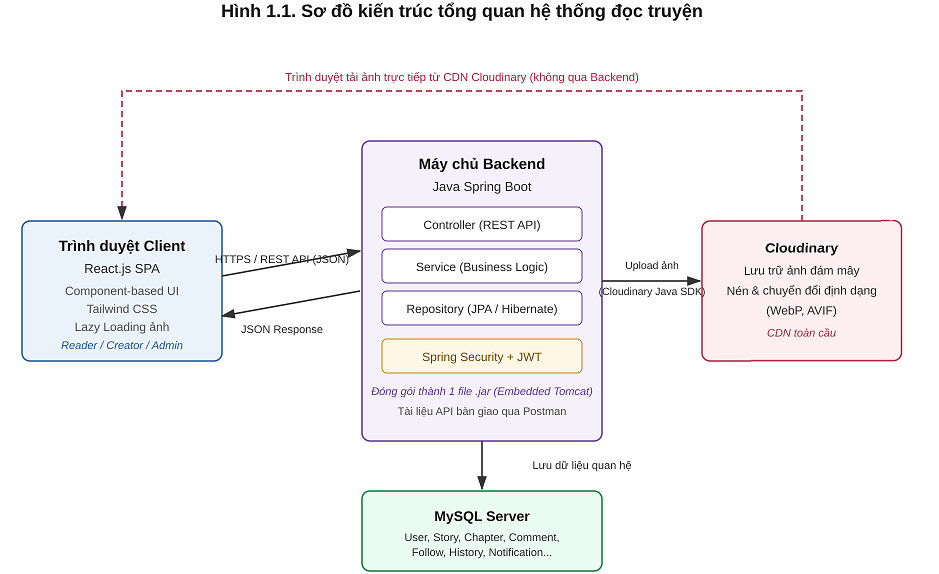 Hình 1.1. Sơ đồ kiến trúc tổng quan hệ thống đọc truyện
Trình duyệt tải ảnh trực tiếp từ CDN Cloudinary (không qua Backend)
Máy chủ Backend
Java Spring Boot
Controller (REST API)
Service (Business Logic)
Repository (JPA / Hibernate)
Spring Security + JWT
Đóng gói thành 1 file .jar (Embedded Tomcat)
Tài liệu API bàn giao qua Postman
Trình duyệt Client
React.js SPA
Component-based UI
Tailwind CSS
Lazy Loading ảnh
Reader / Creator / Admin
HTTPS / REST API (JSON)
JSON Response
Upload ảnh
(Cloudinary Java SDK)
Cloudinary
Lưu trữ ảnh đám mây
Nén & chuyển đổi định dạng
(WebP, AVIF)
CDN toàn cầu
Lưu dữ liệu quan hệ
MySQL Server
User, Story, Chapter, Comment,
Follow, History, Notification...